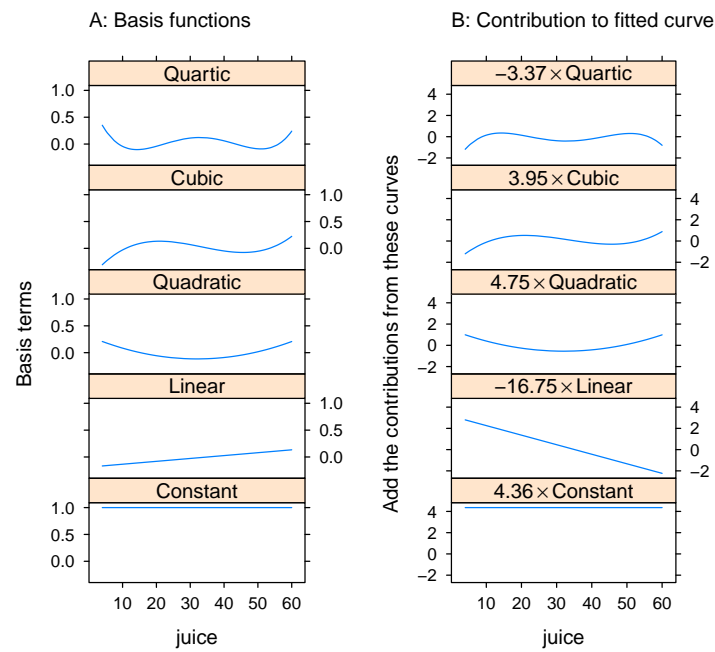 A: Basis functions
Basis terms
Quartic
1.0
0.5
0.0
Cubic
1.0
0.5
0.0
Quadratic
1.0
0.5
0.0
Linear
1.0
0.5
0.0
Constant
1.0
0.5
0.0
10 20 30 40 50 60
juice
B: Contribution to fitted curve
Add the contributions from these curves
−3.37×Quartic
4
2
0
−2
3.95×Cubic
4
2
0
−2
4.75×Quadratic
4
2
0
−2
−16.75×Linear
4
2
0
−2
4.36×Constant
4
2
0
−2
10 20 30 40 50 60
juice